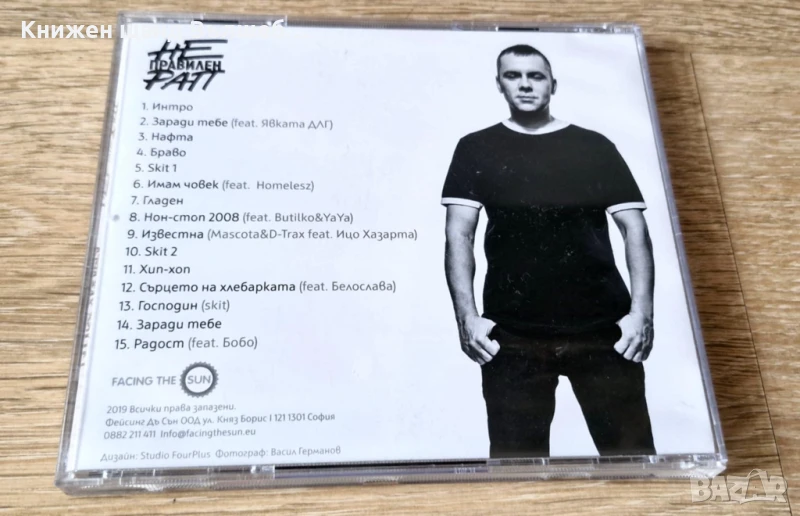 Книжен
НЕ
ПРАВИЛЕН
РАП
1. Интро
2. Заради тебе (feat. Явката ДЛГ)
3. Нафта
4. Браво
5. Skit 1
6. Имам човек (feat. Homelesz)
7. Гладен
8. Нон-стоп 2008 (feat. Butilko&YaYa)
9. Известна (Mascota&D-Trax feat. Ицо Хазарта)
10. Skit 2
11. Хип-хоп
12. Сърцето на хлебарката (feat. Белослава)
13. Господин (skit)
14. Заради тебе
15. Радост (feat. Бобо)
FACING THE SUN
2019 Всички права запазени.
Фейсинг Дъ Сън ООД ул. Княз Борис I 121 1301 София
0882 211 411 Info@facingthesun.eu
Дизайн: Studio FourPlus Фотограф: Васил Германов
BAZAR